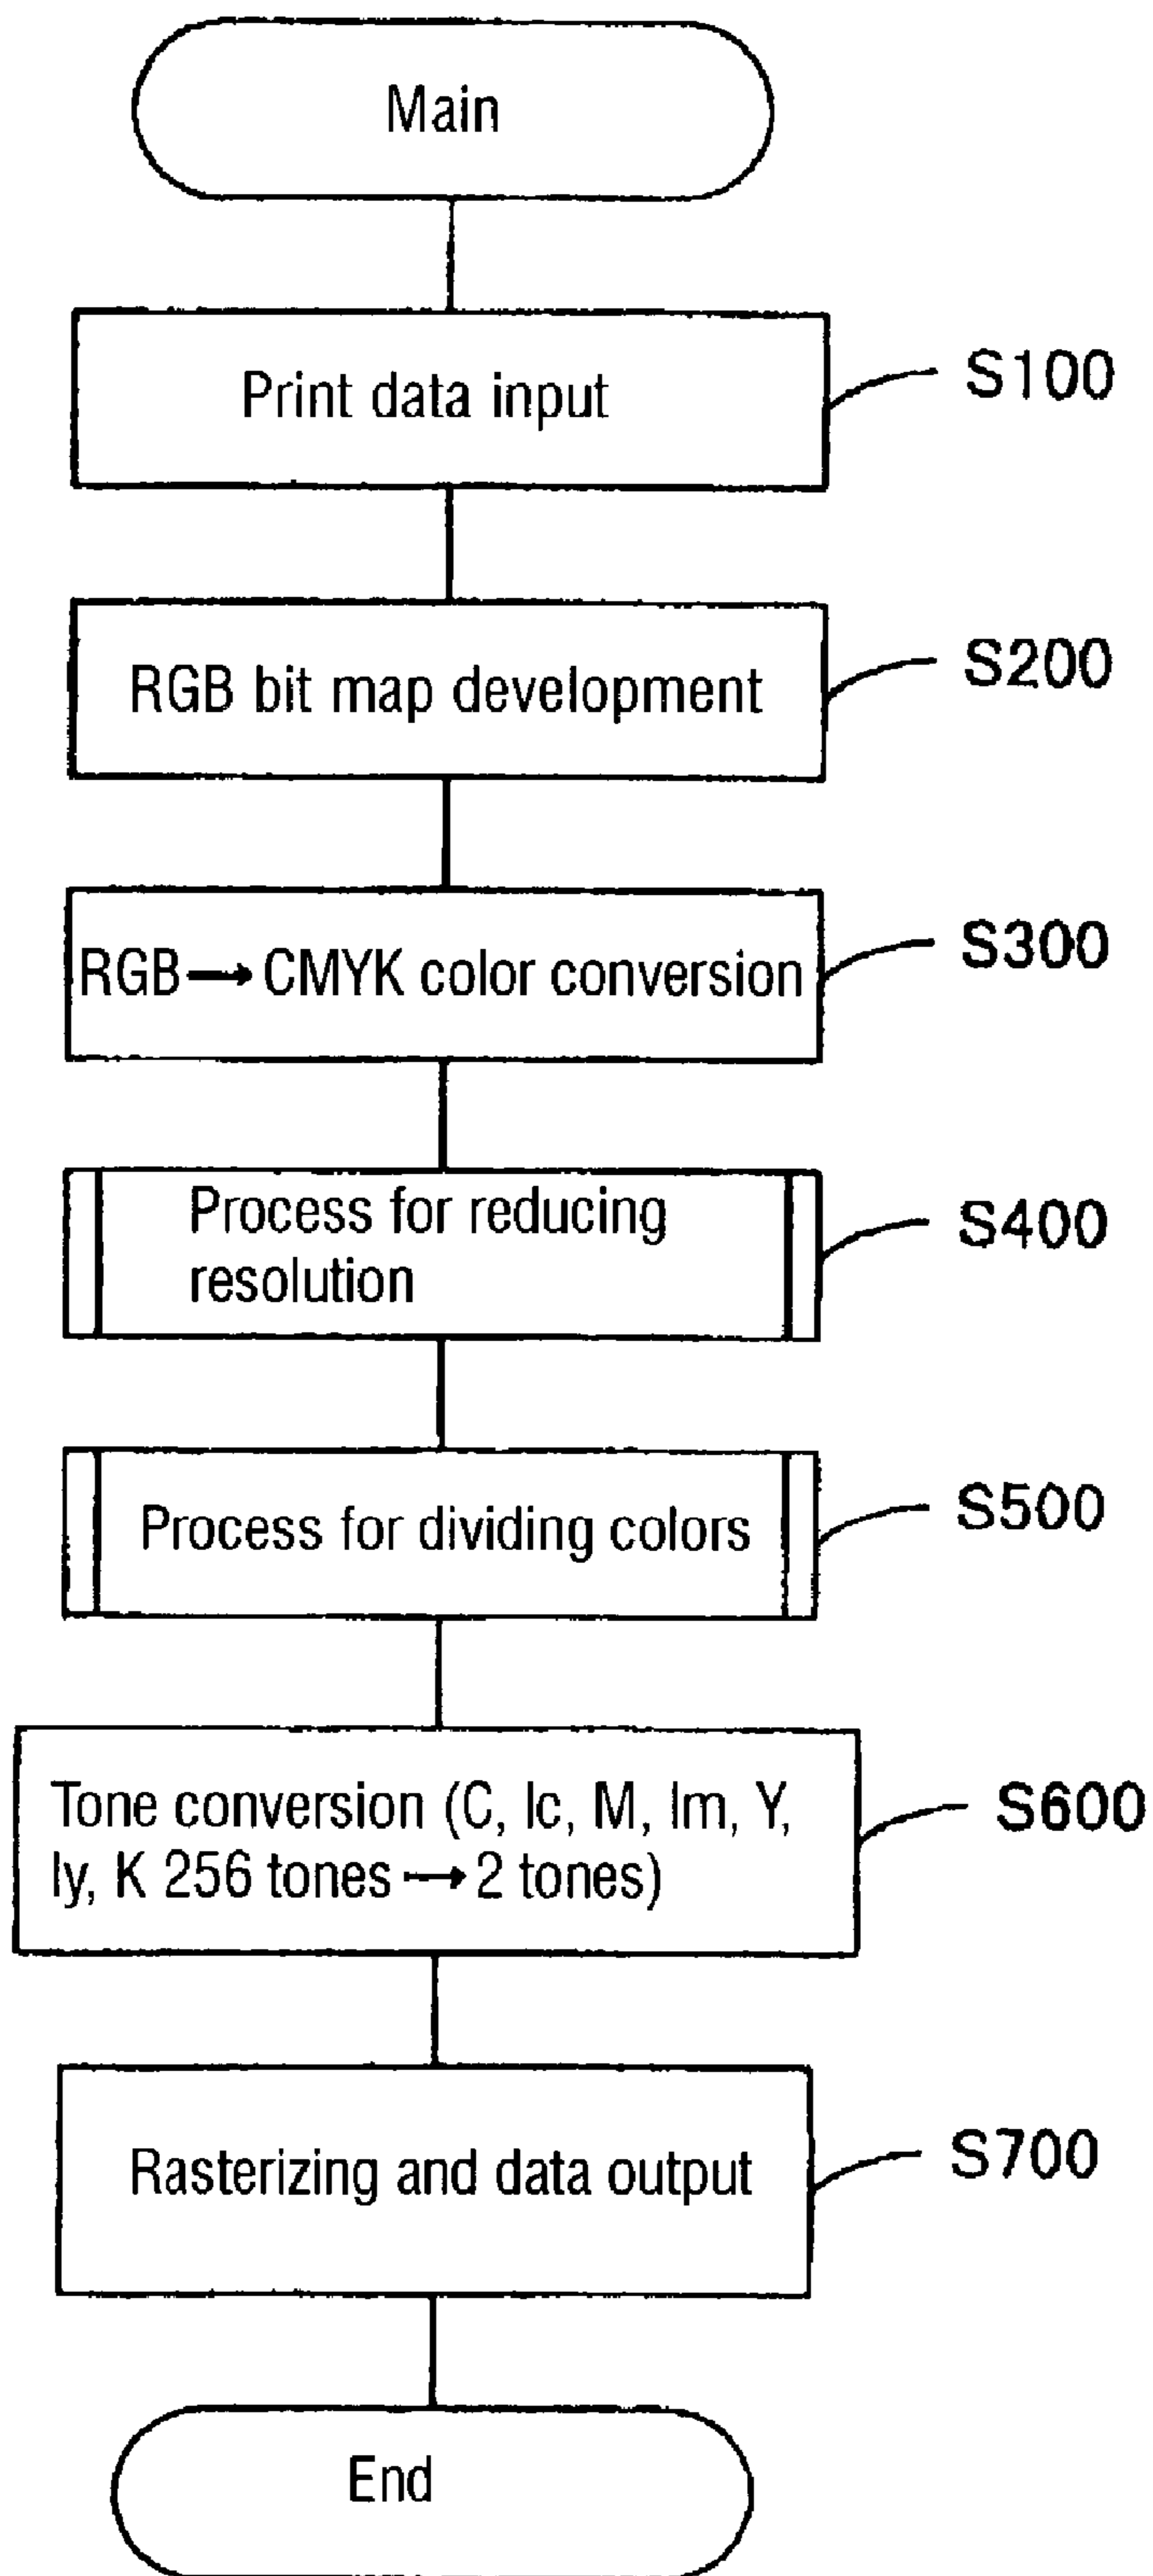 Main
Print data input
S100
RGB bit map development
S200
RGB → CMYK color conversion
S300
Process for reducing
resolution
S400
Process for dividing colors
S500
Tone conversion (C, lc, M, lm, Y,
ly, K 256 tones → 2 tones)
S600
Rasterizing and data output
S700
End